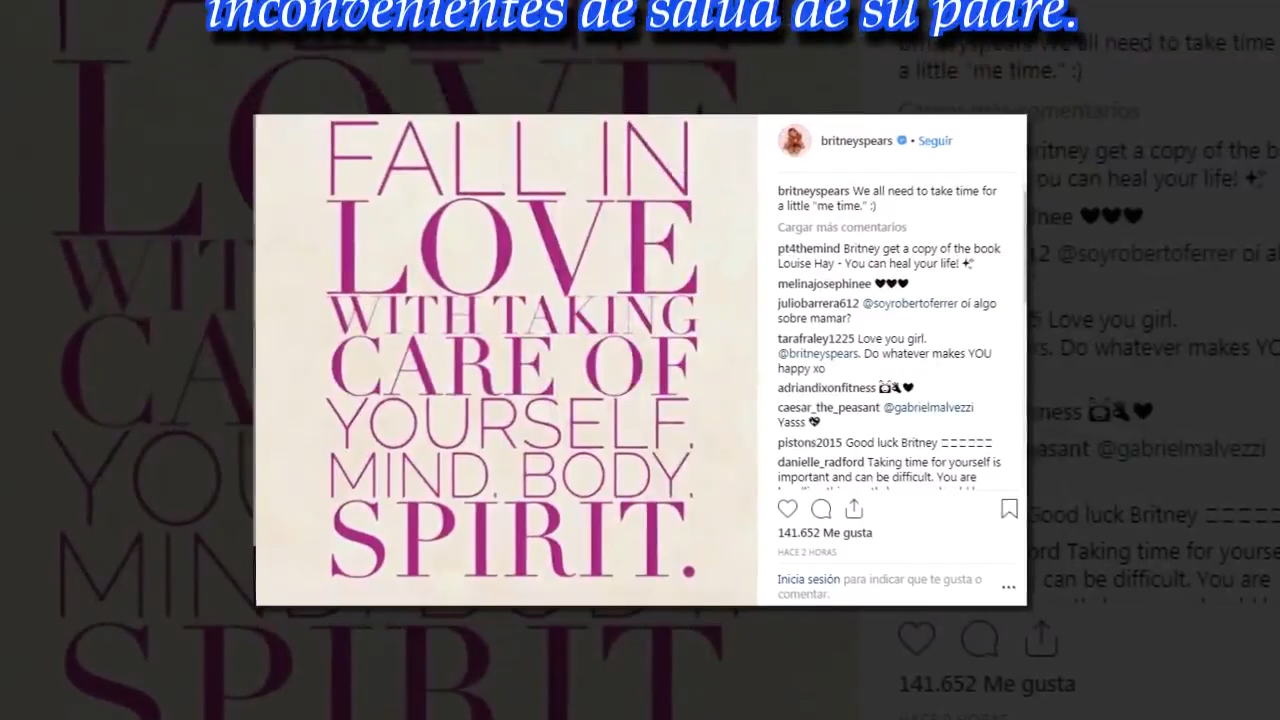 inconvenientes de salud de su padre.
FALL IN
LOVE
WITH TAKING
CARE OF
YOURSELF.
MIND. BODY.
SPIRIT.
britneyspears • Seguir
britneyspears We all need to take time for
a little "me time." :)
Cargar más comentarios
pt4themind Britney get a copy of the book
Louise Hay - You can heal your life!
melinajosephinee ♥♥♥
juliobarrera612 @soyrobertoferrer oí algo
sobre mamar?
tarafraley1225 Love you girl.
@britneyspears. Do whatever makes YOU
happy xo
adriandixonfitness
caesar_the_peasant @gabrielmalvezzi
Yasss
pistons2015 Good luck Britney
danielle_radford Taking time for yourself is
important and can be difficult. You are
141.652 Me gusta
HACE 2 HORAS
Inicia sesión para indicar que te gusta o
comentar.